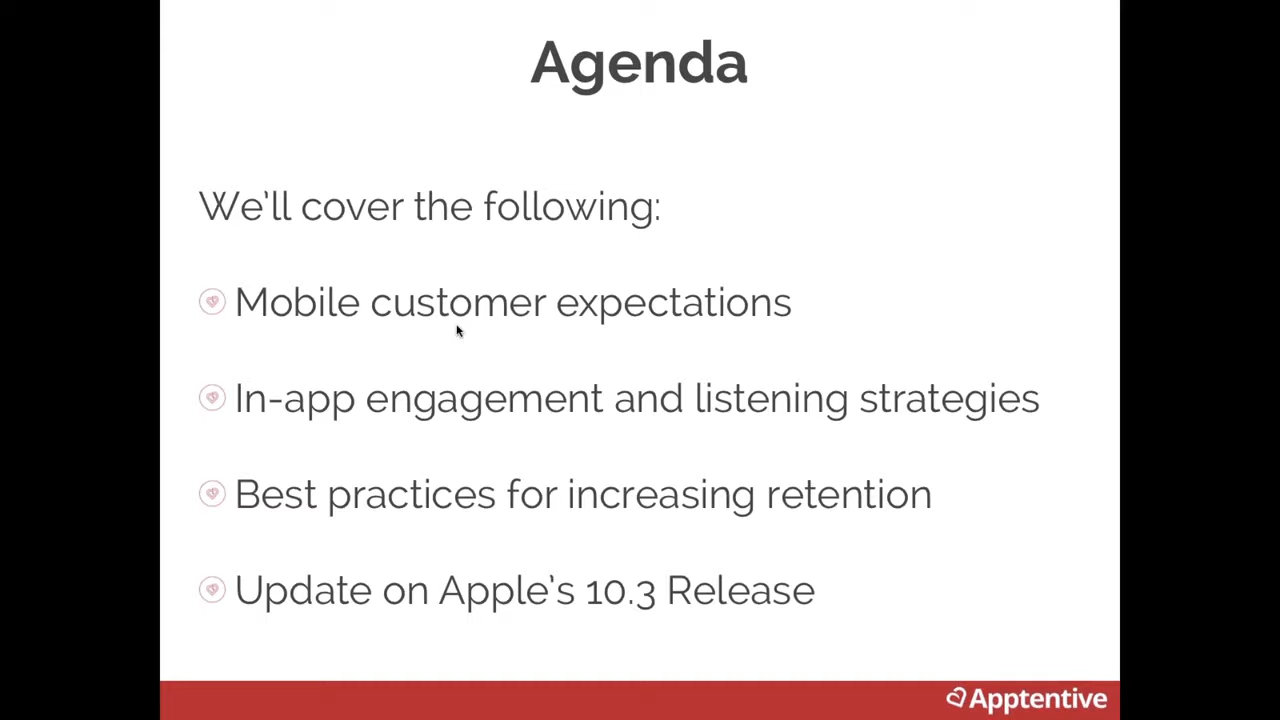 Agenda
We'll cover the following:
Mobile customer expectations
In-app engagement and listening strategies
Best practices for increasing retention
Update on Apple's 10.3 Release
Apptentive